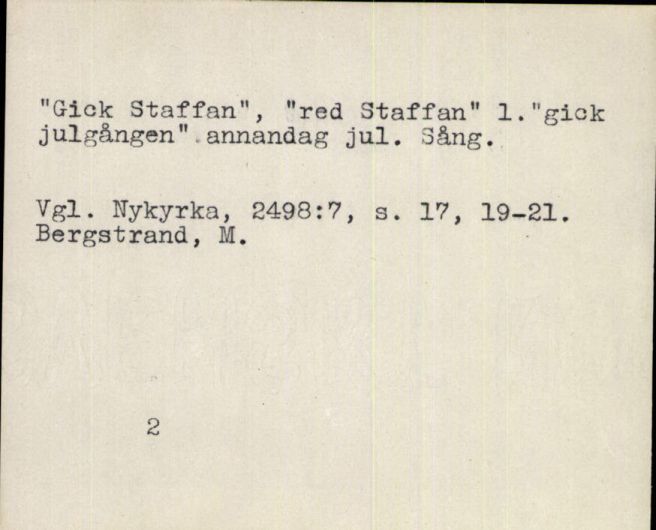 "Gick Staffan", "red Staffan" l."gick
julgången" annandag jul. Sång.
Vgl. Nykyrka, 2498:7, s. 17, 19-21.
Bergstrand, M.
2